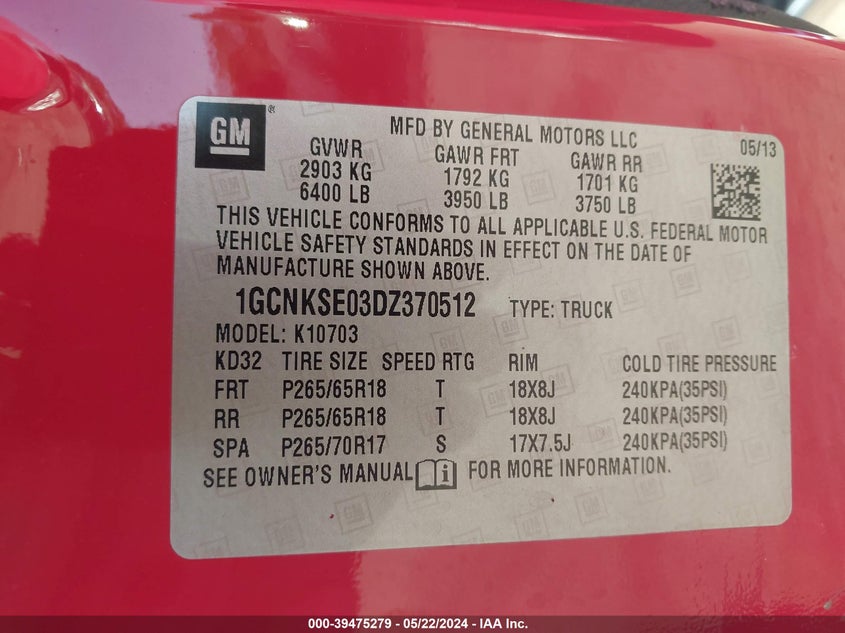 GM ®
MFD BY GENERAL MOTORS LLC 05/13
GVWR GAWR FRT GAWR RR
2903 KG 1792 KG 1701 KG
6400 LB 3950 LB 3750 LB
THIS VEHICLE CONFORMS TO ALL APPLICABLE U.S. FEDERAL MOTOR
VEHICLE SAFETY STANDARDS IN EFFECT ON THE DATE OF
MANUFACTURE SHOWN ABOVE.
1GCNKSE03DZ370512 TYPE: TRUCK
MODEL: K10703
KD32 TIRE SIZE SPEED RTG RIM COLD TIRE PRESSURE
FRT P265/65R18 T 18X8J 240KPA(35PSI)
RR P265/65R18 T 18X8J 240KPA(35PSI)
SPA P265/70R17 S 17X7.5J 240KPA(35PSI)
SEE OWNER'S MANUAL i FOR MORE INFORMATION.
000-39475279 - 05/22/2024 - IAA Inc.